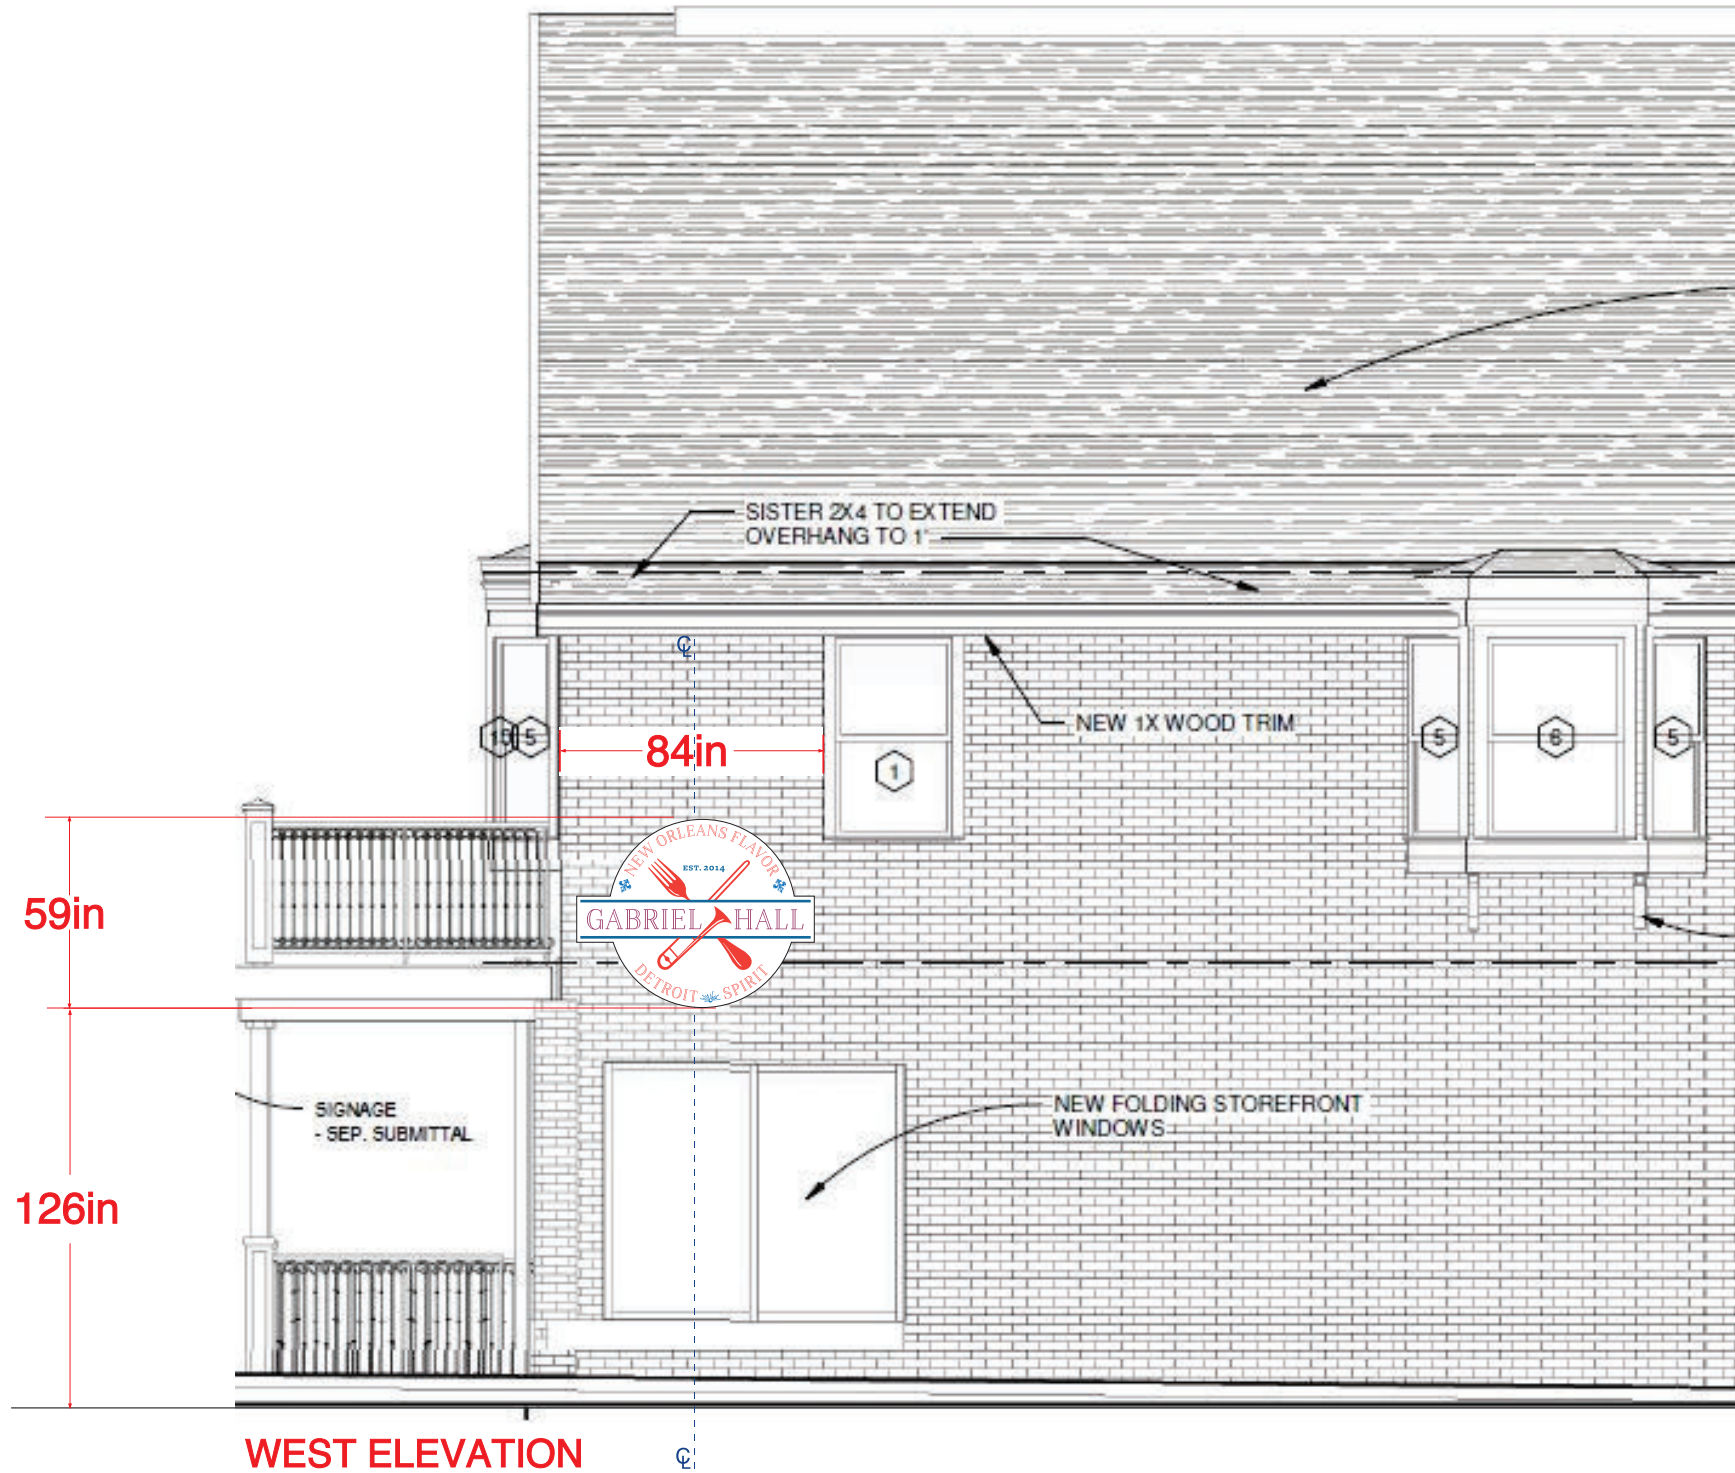 SISTER 2X4 TO EXTEND
OVERHANG TO 1'
℄
NEW 1X WOOD TRIM
10
5
84in
1
5
6
5
NEW ORLEANS FLAVOR
EST. 2014
GABRIEL HALL
DETROIT SPIRIT
59in
SIGNAGE
- SEP. SUBMITTAL
NEW FOLDING STOREFRONT
WINDOWS
126in
WEST ELEVATION
℄